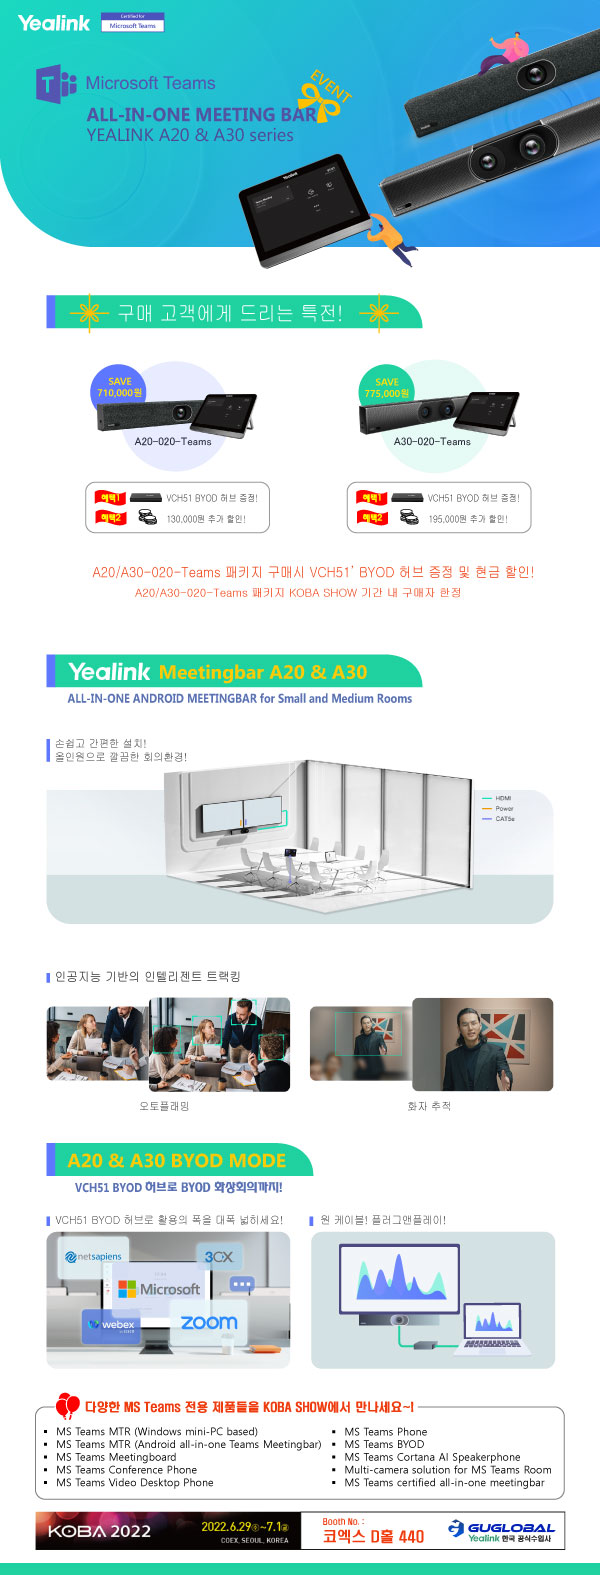 Yealink
Certified for
Microsoft Teams
Microsoft Teams
EVENT
ALL-IN-ONE MEETING BAR
YEALINK A20 & A30 series
Yealink
구매 고객에게 드리는 특전!
SAVE
710,000원
A20-020-Teams
혜택1 VCH51 BYOD 허브 증정!
혜택2 130,000원 추가 할인!
SAVE
775,000원
A30-020-Teams
혜택1 VCH51 BYOD 허브 증정!
혜택2 195,000원 추가 할인!
A20/A30-020-Teams 패키지 구매시 VCH51' BYOD 허브 증정 및 현금 할인!
A20/A30-020-Teams 패키지 KOBA SHOW 기간 내 구매자 한정
Yealink Meetingbar A20 & A30
ALL-IN-ONE ANDROID MEETINGBAR for Small and Medium Rooms
손쉽고 간편한 설치!
올인원으로 깔끔한 회의환경!
HDMI
Power
CAT5e
인공지능 기반의 인텔리젠트 트랙킹
오토플래밍
화자 추적
A20 & A30 BYOD MODE
VCH51 BYOD 허브로 BYOD 화상회의까지!
VCH51 BYOD 허브로 활용의 폭을 대폭 넓히세요!
netsapiens
3CX
Microsoft
webex
zoom
원 케이블! 플러그앤플레이!
다양한 MS Teams 전용 제품들을 KOBA SHOW에서 만나세요~!
▪ MS Teams MTR (Windows mini-PC based)
▪ MS Teams MTR (Android all-in-one Teams Meetingbar)
▪ MS Teams Meetingboard
▪ MS Teams Conference Phone
▪ MS Teams Video Desktop Phone
▪ MS Teams Phone
▪ MS Teams BYOD
▪ MS Teams Cortana AI Speakerphone
▪ Multi-camera solution for MS Teams Room
▪ MS Teams certified all-in-one meetingbar
KOBA 2022
2022.6.29㊌~7.1㊎
COEX, SEOUL, KOREA
Booth No. :
코엑스 D홀 440
GUGLOBAL
Yealink 한국 공식수입사